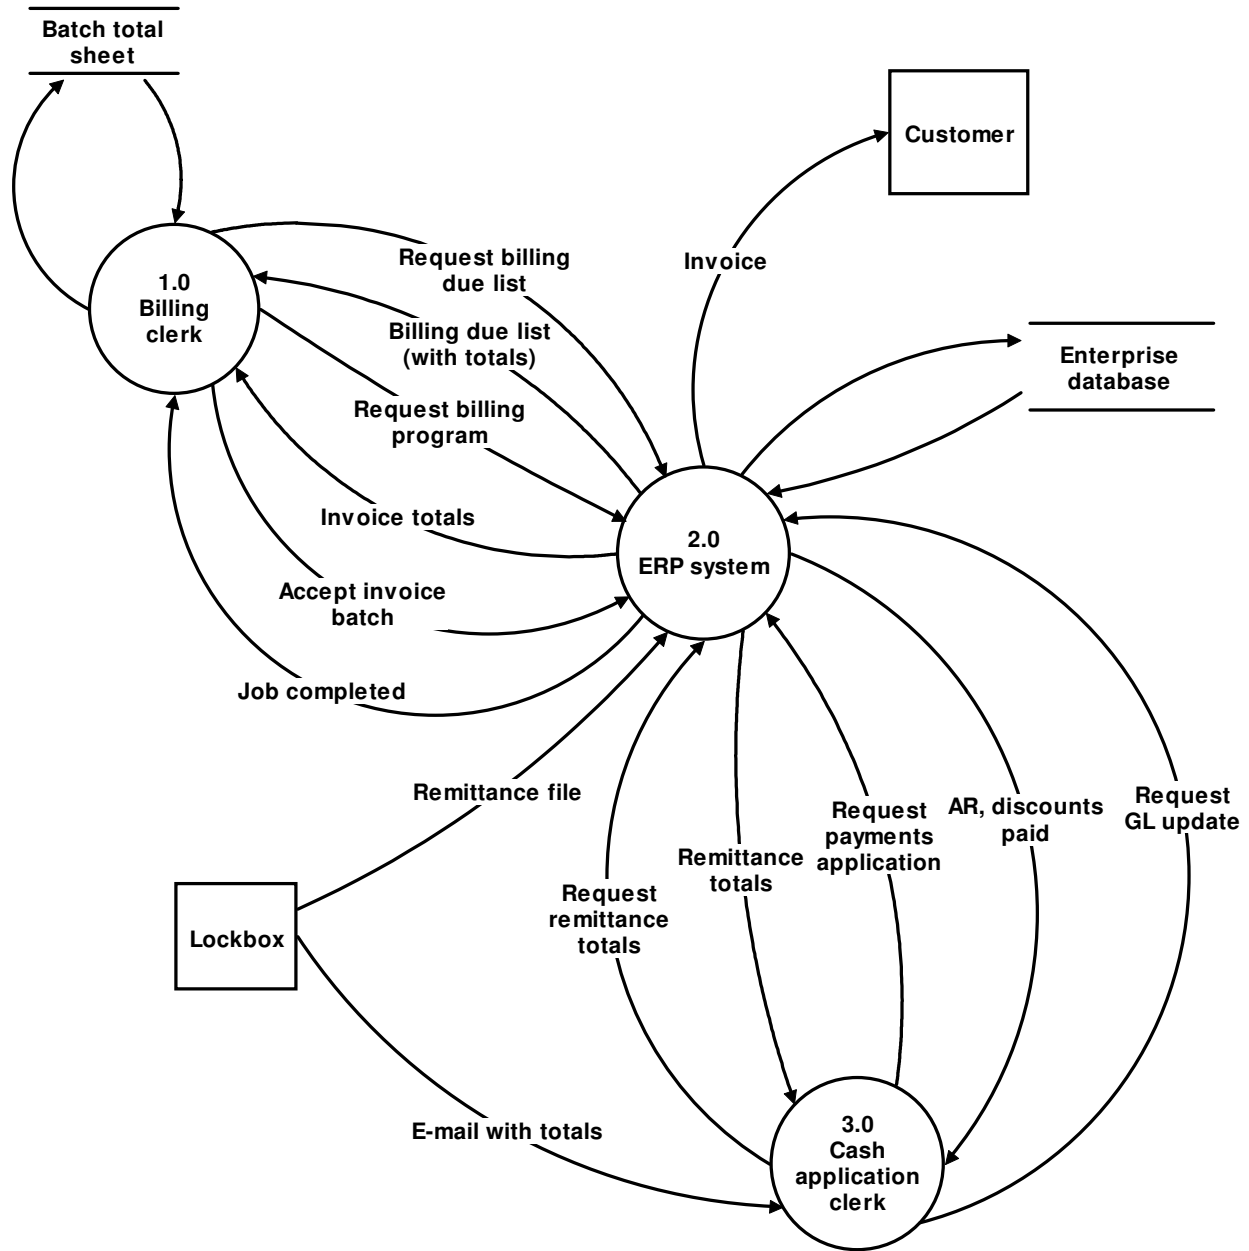 Batch total
sheet
Customer
1.0
Billing
clerk
Request billing
due list
Invoice
Billing due list
(with totals)
Enterprise
database
Request billing
program
Invoice totals
2.0
ERP system
Accept invoice
batch
Job completed
Remittance file
Request
payments
application
AR, discounts
paid
Request
GL update
Remittance
totals
Request
remittance
totals
Lockbox
E-mail with totals
3.0
Cash
application
clerk